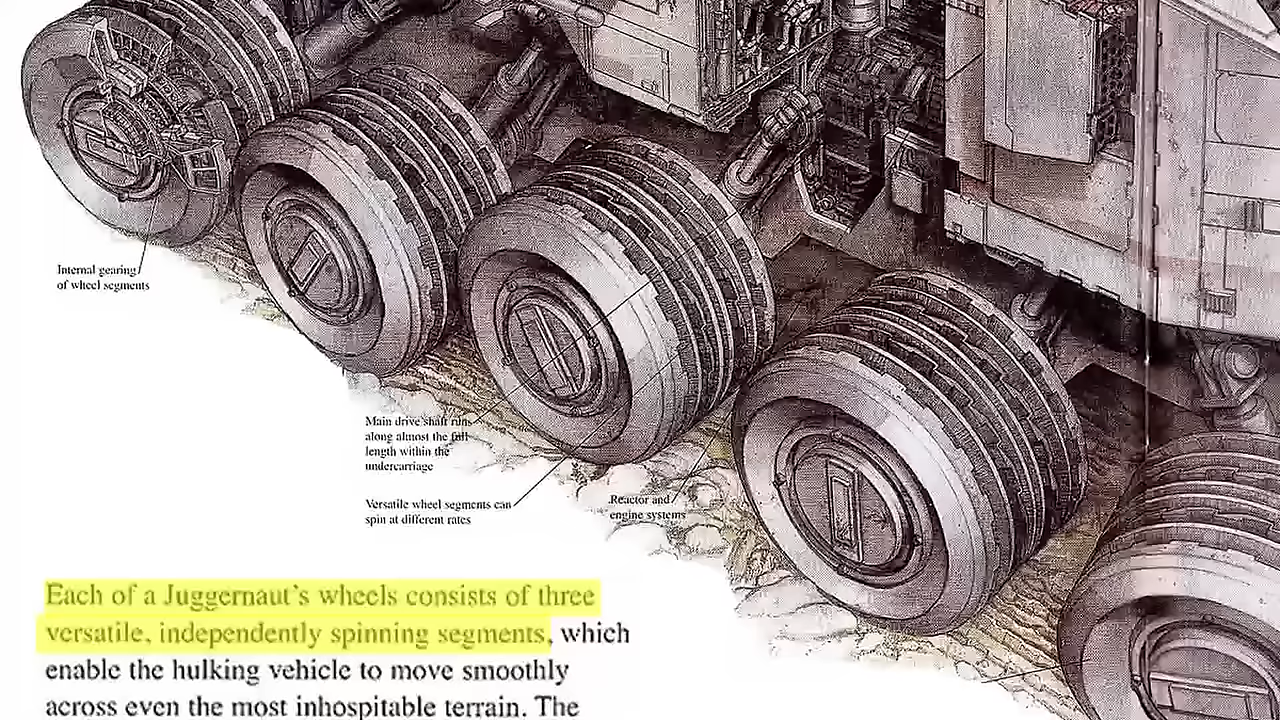 Internal gearing
of wheel segments
Main drive shaft runs
along almost the full
length within the
undercarriage
Versatile wheel segments can
spin at different rates
Reactor and
engine systems
Each of a Juggernaut's wheels consists of three
versatile, independently spinning segments, which
enable the hulking vehicle to move smoothly
across even the most inhospitable terrain. The